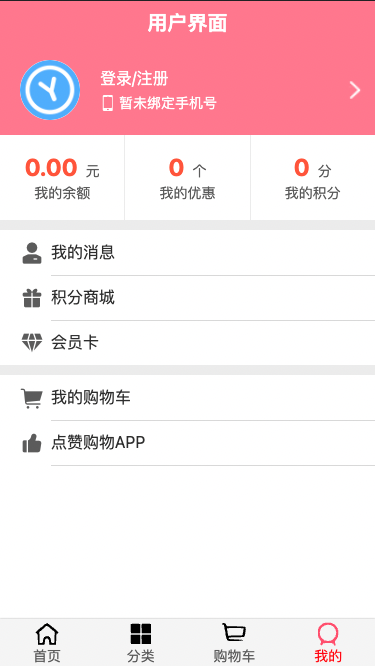 用户界面
登录/注册
暂未绑定手机号
0.00 元
0 个
0 分
我的余额
我的优惠
我的积分
我的消息
积分商城
会员卡
我的购物车
点赞购物APP
首页
分类
购物车
我的